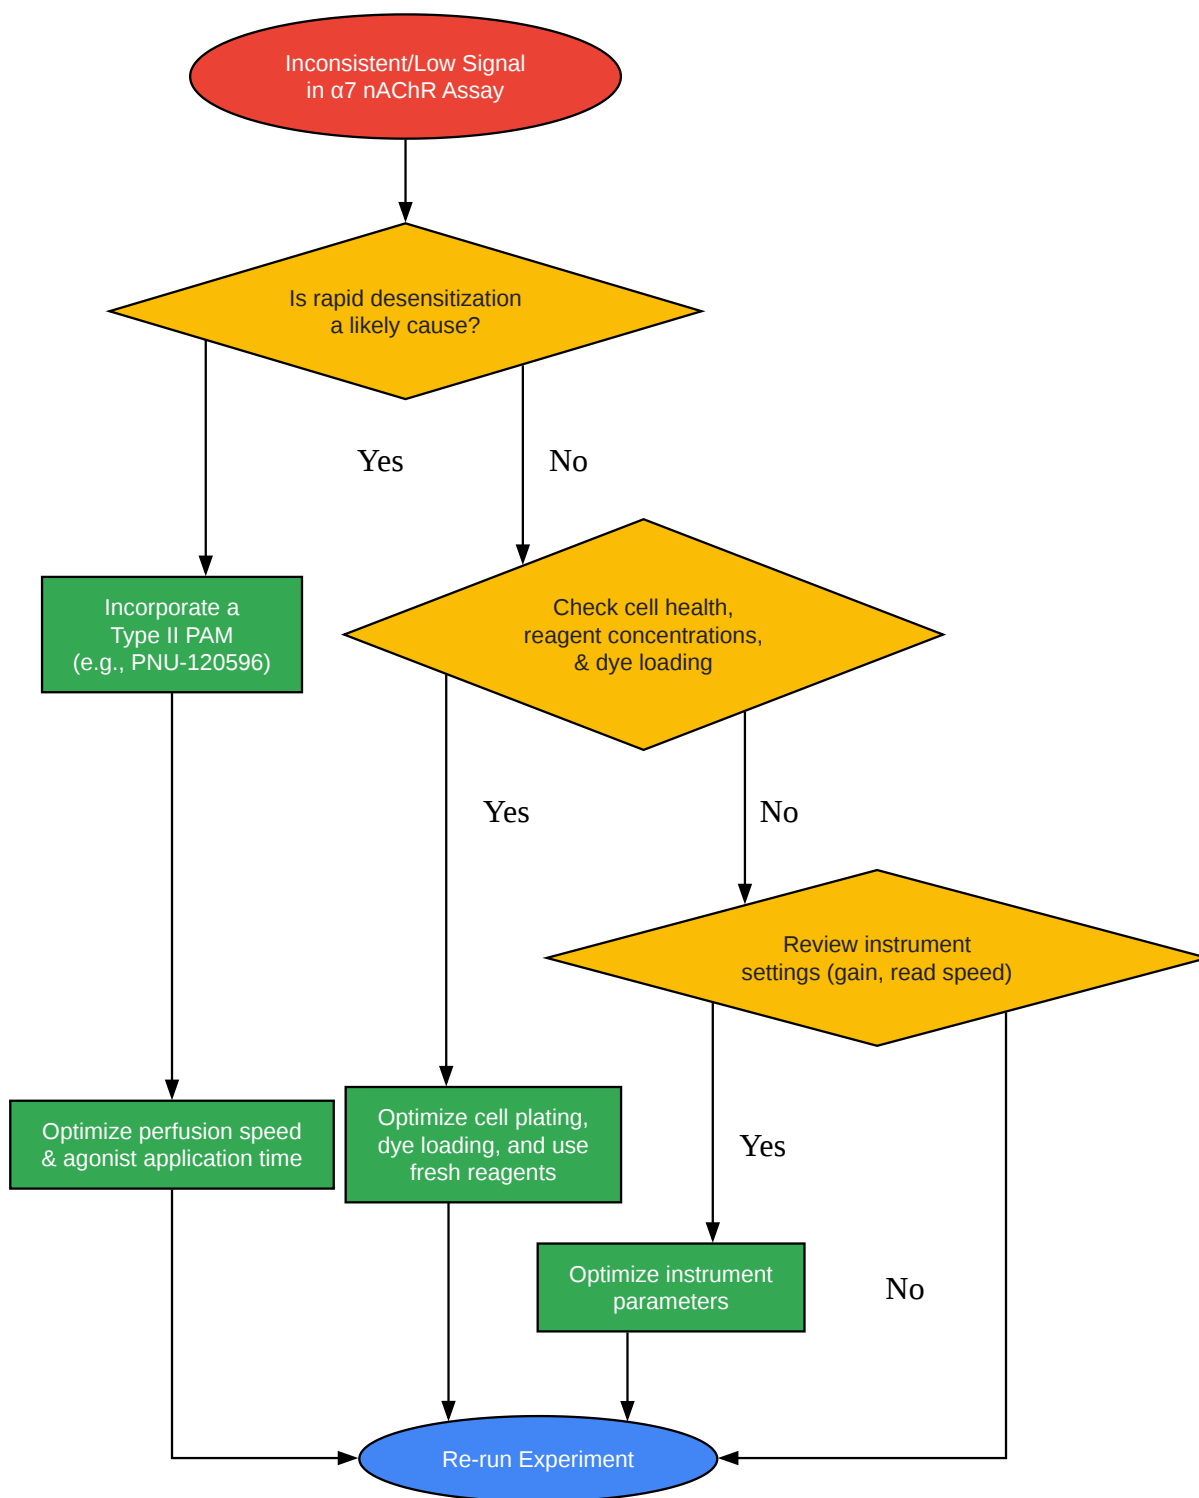 Inconsistent/Low Signal
in α7 nAChR Assay
Is rapid desensitization
a likely cause?
Yes
No
Incorporate a
Type II PAM
(e.g., PNU-120596)
Check cell health,
reagent concentrations,
& dye loading
Yes
No
Review instrument
settings (gain, read speed)
Optimize perfusion speed
& agonist application time
Optimize cell plating,
dye loading, and use
fresh reagents
Yes
No
Optimize instrument
parameters
Re-run Experiment